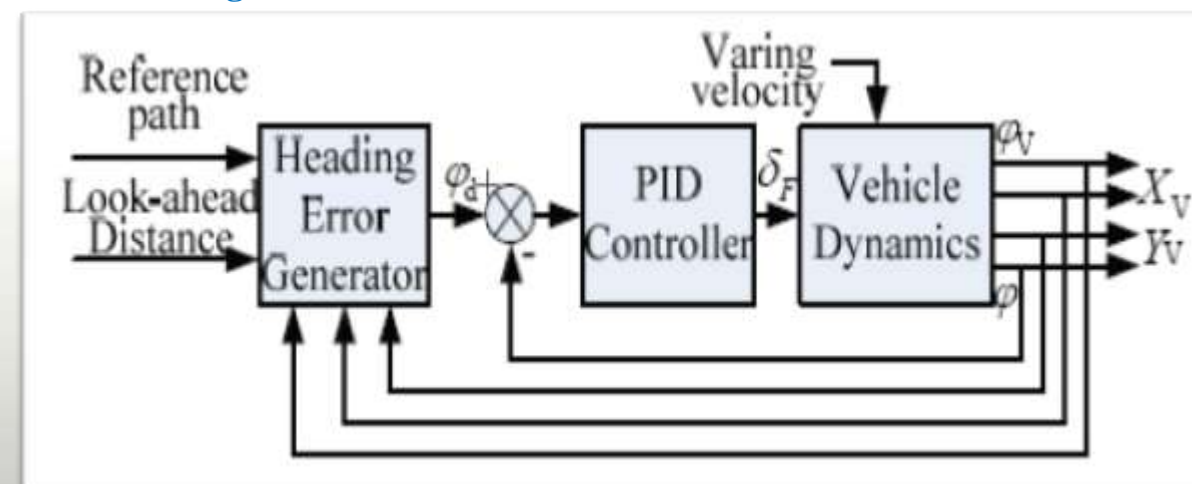 Reference
path
Look-ahead
Distance
Heading
Error
Generator
φd
+
-
PID
Controller
δF
Varing
velocity
Vehicle
Dynamics
φV
XV
YV
φ